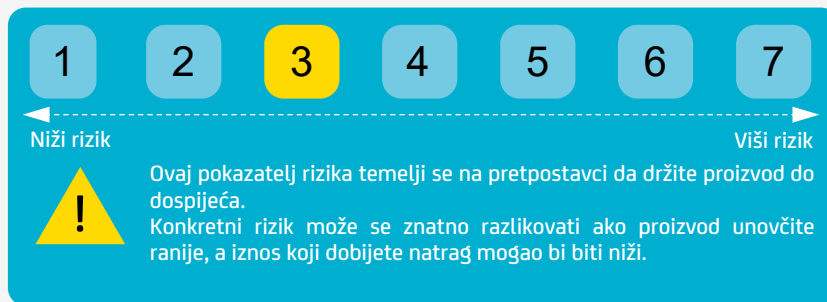 1 2 3 4 5 6 7
Niži rizik Viši rizik
!
Ovaj pokazatelj rizika temelji se na pretpostavci da držite proizvod do
dospijeća.
Konkretni rizik može se znatno razlikovati ako proizvod unovčite
ranije, a iznos koji dobijete natrag mogao bi biti niži.